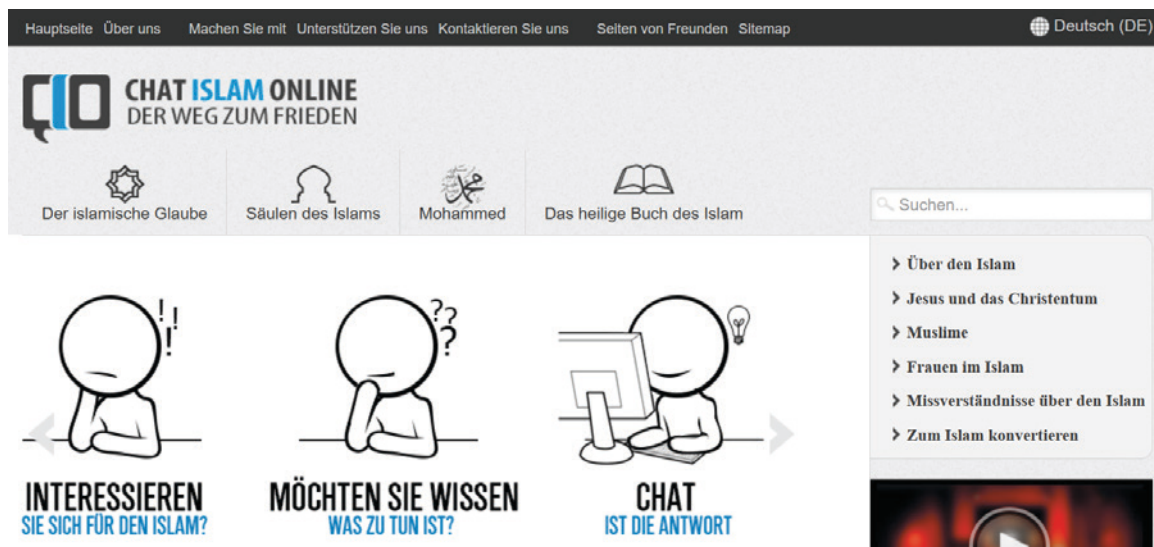 Hauptseite Über uns Machen Sie mit Unterstützen Sie uns Kontaktieren Sie uns Seiten von Freunden Sitemap Deutsch (DE)
CHAT ISLAM ONLINE
DER WEG ZUM FRIEDEN
Der islamische Glaube Säulen des Islams Mohammed Das heilige Buch des Islam
Suchen...
Über den Islam
Jesus und das Christentum
Muslime
Frauen im Islam
Missverständnisse über den Islam
Zum Islam konvertieren
!!!
???
INTERESSIEREN
SIE SICH FÜR DEN ISLAM?
MÖCHTEN SIE WISSEN
WAS ZU TUN IST?
CHAT
IST DIE ANTWORT